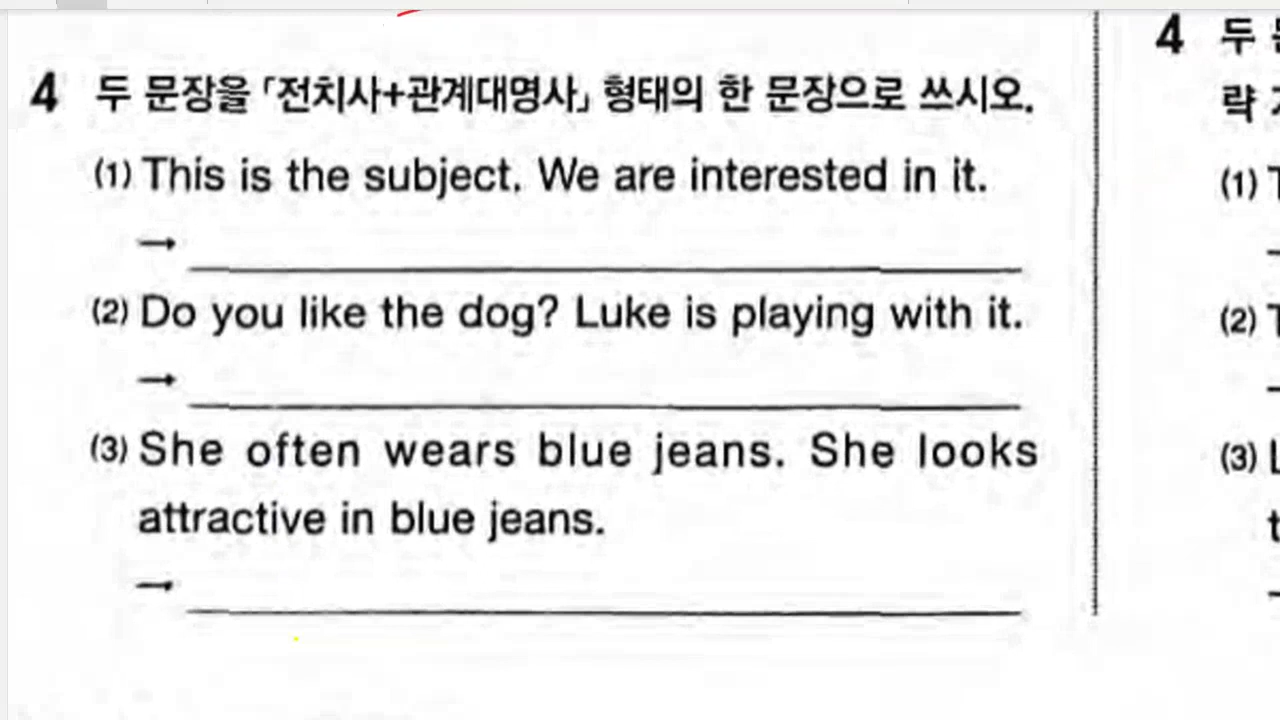 4 두 문장을 「전치사+관계대명사」 형태의 한 문장으로 쓰시오.
(1) This is the subject. We are interested in it.
→
(2) Do you like the dog? Luke is playing with it.
→
(3) She often wears blue jeans. She looks
attractive in blue jeans.
→
4 두
략
(1)
(2)
(3)